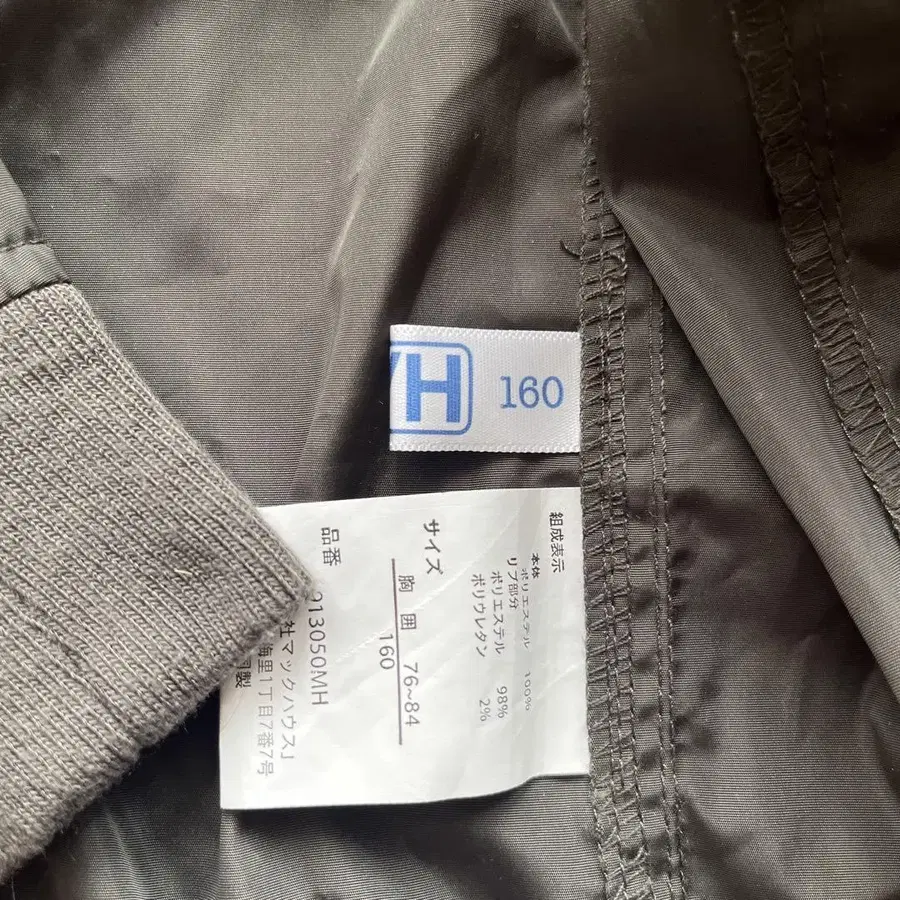 H 160
組成表示
本体
ポリエステル 100%
リブ部分
ポリエステル 98%
ポリウレタン 2%
サイズ
胸囲 76~84
160
品番
913050MH
社マックハウス」
海里1丁目7番7号
製